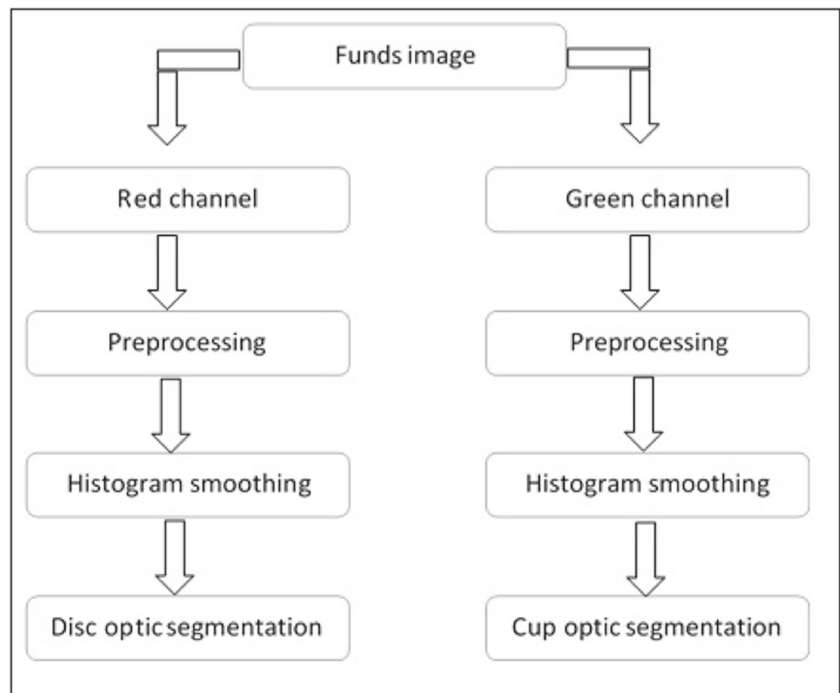 Funds image
Red channel
Green channel
Preprocessing
Preprocessing
Histogram smoothing
Histogram smoothing
Disc optic segmentation
Cup optic segmentation